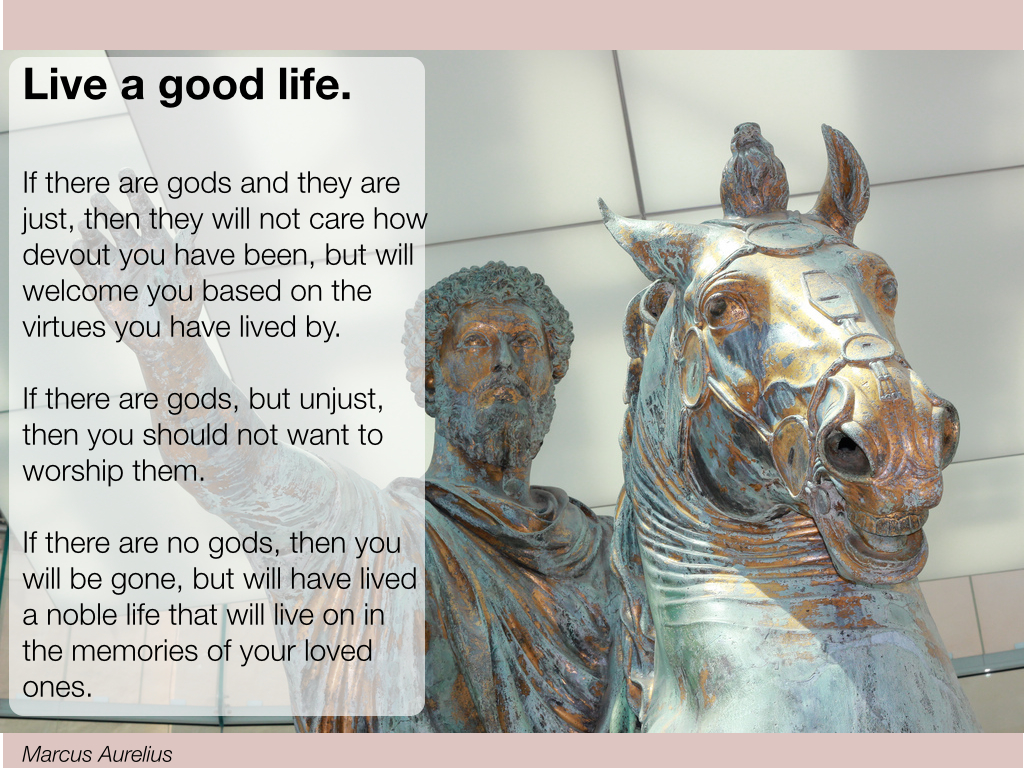 Live a good life.
If there are gods and they are
just, then they will not care how
devout you have been, but will
welcome you based on the
virtues you have lived by.
If there are gods, but unjust,
then you should not want to
worship them.
If there are no gods, then you
will be gone, but will have lived
a noble life that will live on in
the memories of your loved
ones.
Marcus Aurelius